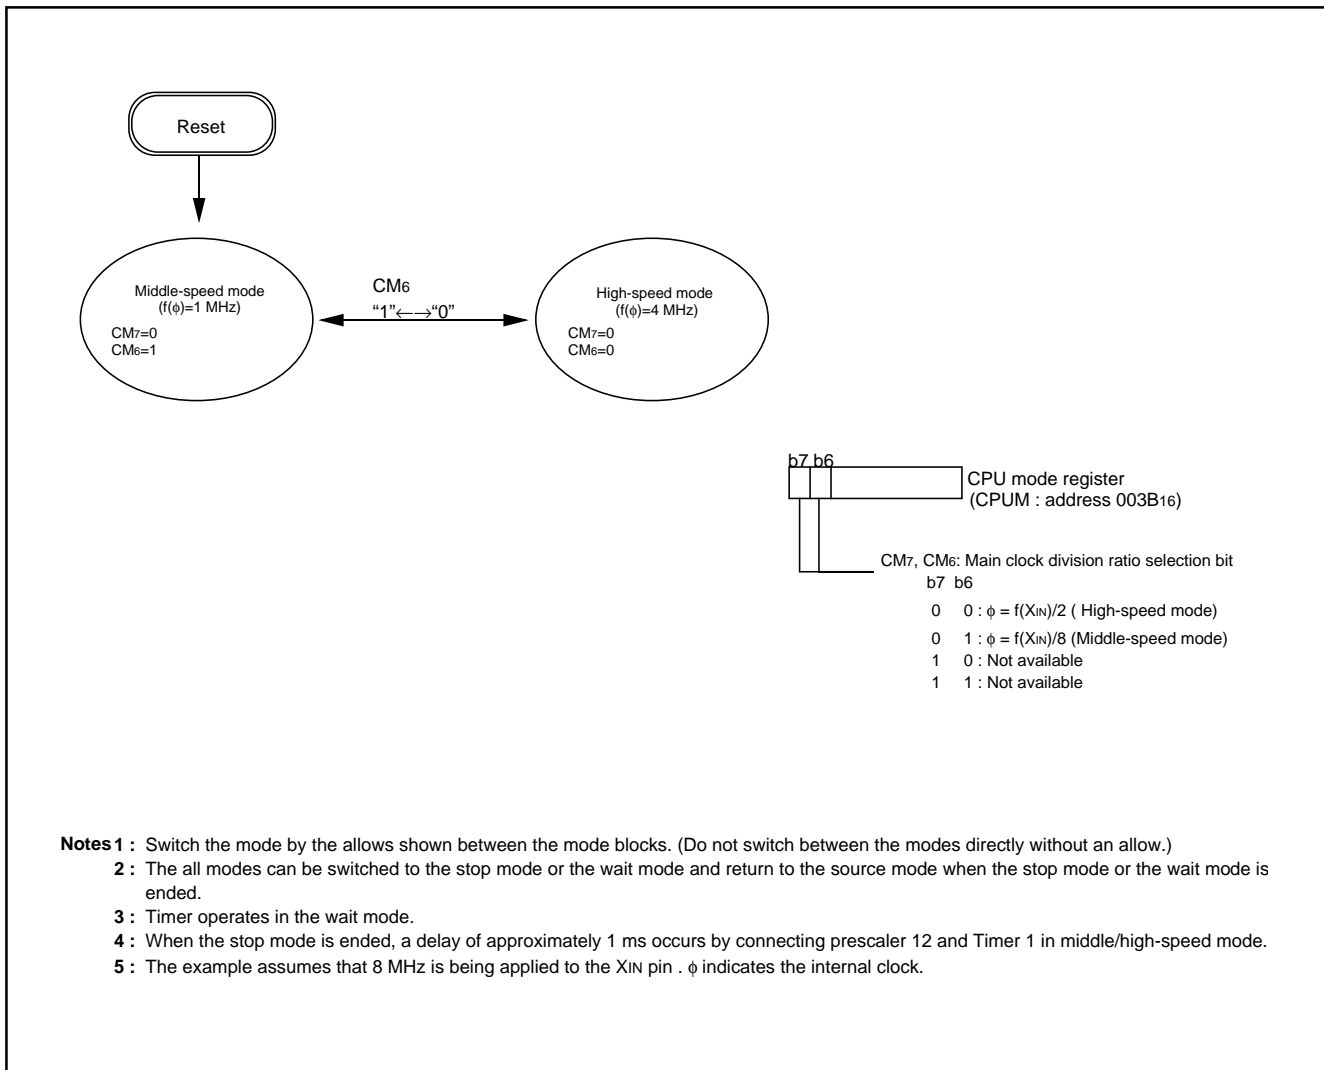 Reset
Middle-speed mode
(f(ϕ)=1 MHz)
CM7=0
CM6=1
CM6
“1”←→“0”
High-speed mode
(f(ϕ)=4 MHz)
CM7=0
CM6=0
b7 b6
CPU mode register
(CPUM : address 003B16)
CM7, CM6: Main clock division ratio selection bit
b7 b6
0 0 : ϕ = f(XIN)/2 ( High-speed mode)
0 1 : ϕ = f(XIN)/8 (Middle-speed mode)
1 0 : Not available
1 1 : Not available
Notes 1 : Switch the mode by the allows shown between the mode blocks. (Do not switch between the modes directly without an allow.)
2 : The all modes can be switched to the stop mode or the wait mode and return to the source mode when the stop mode or the wait mode is
ended.
3 : Timer operates in the wait mode.
4 : When the stop mode is ended, a delay of approximately 1 ms occurs by connecting prescaler 12 and Timer 1 in middle/high-speed mode.
5 : The example assumes that 8 MHz is being applied to the XIN pin . ϕ indicates the internal clock.